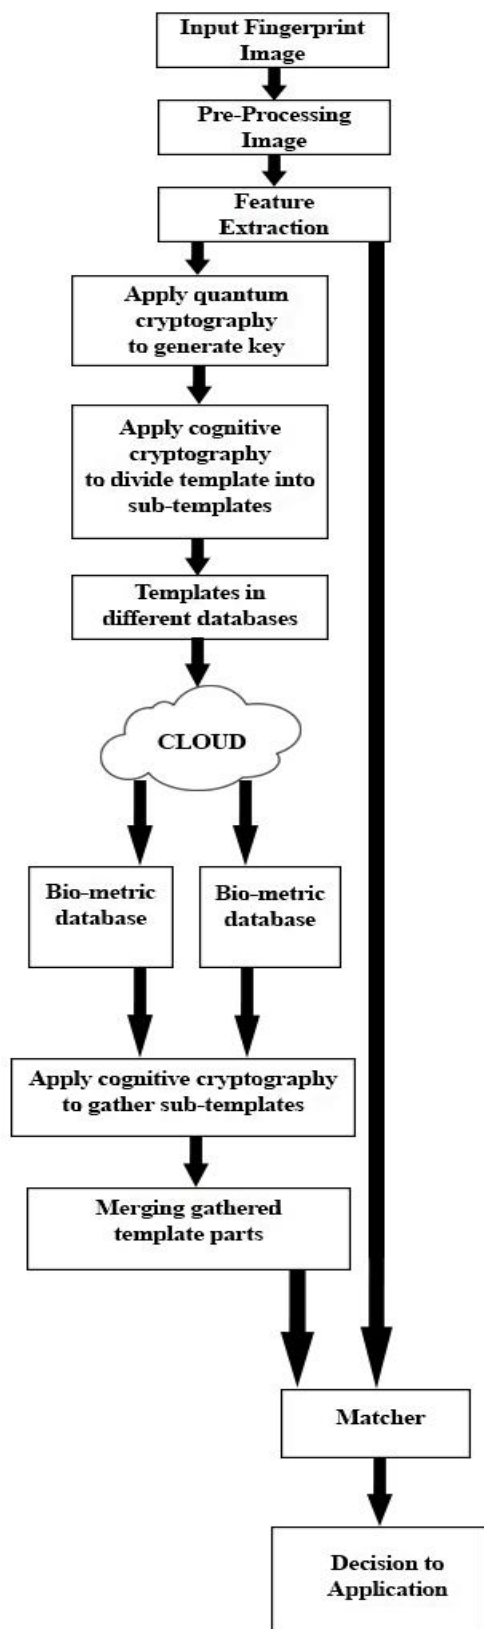 Input Fingerprint
Image
Pre-Processing
Image
Feature
Extraction
Apply quantum
cryptography
to generate key
Apply cognitive
cryptography
to divide template into
sub-templates
Templates in
different databases
CLOUD
Bio-metric
database
Bio-metric
database
Apply cognitive cryptography
to gather sub-templates
Merging gathered
template parts
Matcher
Decision to
Application